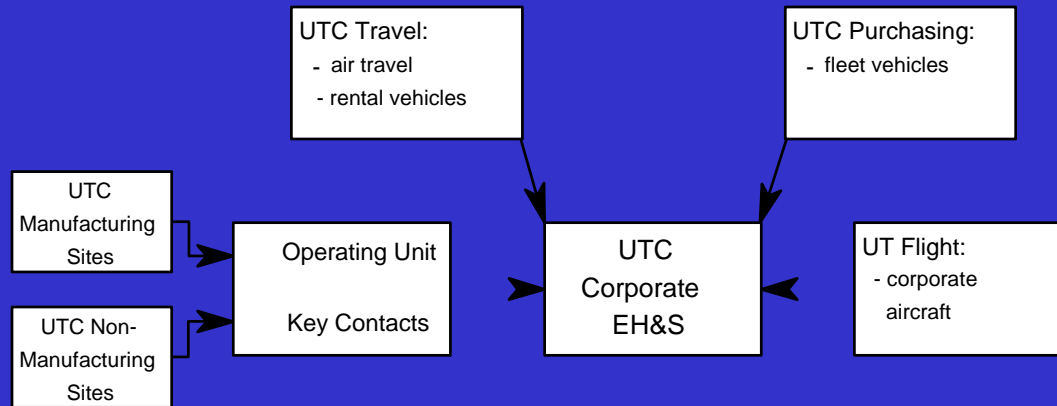 UTC Travel:
- air travel
- rental vehicles
UTC Purchasing:
- fleet vehicles
UTC
Manufacturing
Sites
Operating Unit
Key Contacts
UTC
Corporate
EH&S
UT Flight:
- corporate
aircraft
UTC Non-
Manufacturing
Sites